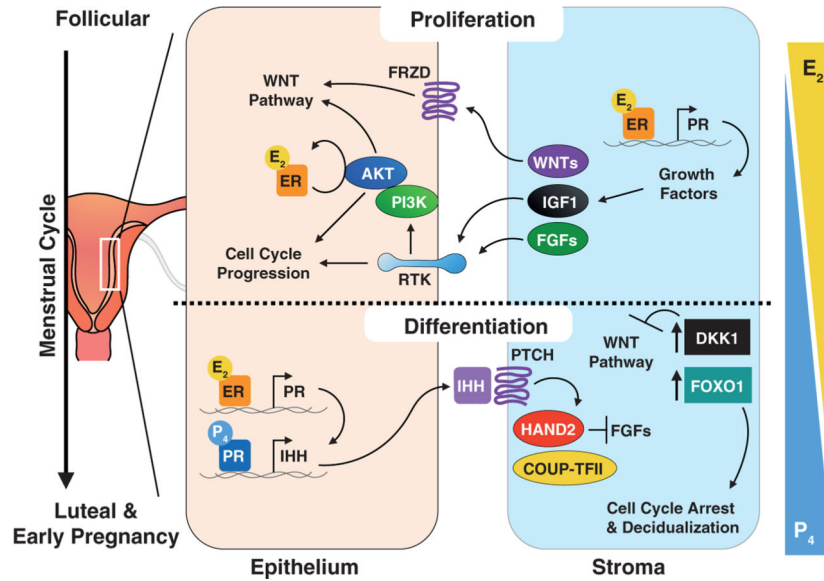 Follicular
Proliferation
E2
WNT
Pathway
FRZD
E2
ER
PR
E2
ER
AKT
PI3K
WNTs
IGF1
FGFs
Growth
Factors
Cell Cycle
Progression
RTK
Menstrual Cycle
Differentiation
E2
ER
PR
P4
PR
IHH
IHH
PTCH
WNT
Pathway
DKK1
FOXO1
HAND2
FGFs
COUP-TFII
Cell Cycle Arrest
& Decidualization
Luteal &
Early Pregnancy
P4
Epithelium
Stroma